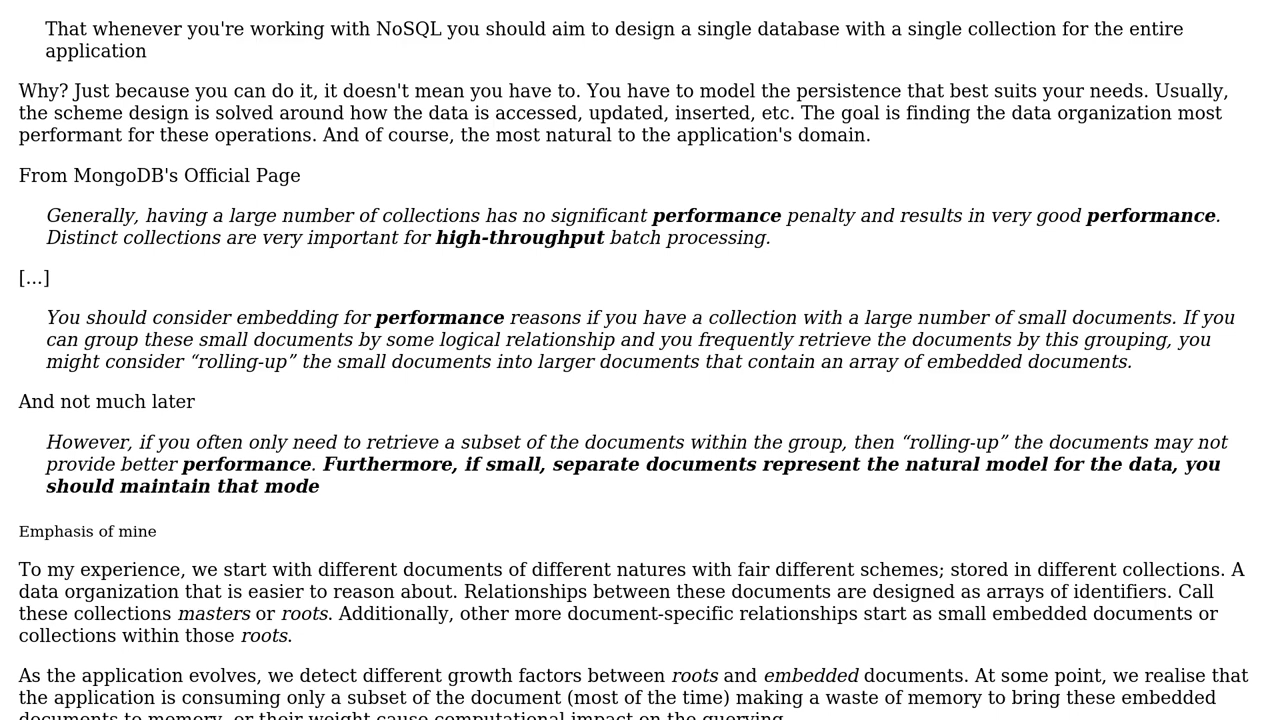 That whenever you're working with NoSQL you should aim to design a single database with a single collection for the entire
application
Why? Just because you can do it, it doesn't mean you have to. You have to model the persistence that best suits your needs. Usually,
the scheme design is solved around how the data is accessed, updated, inserted, etc. The goal is finding the data organization most
performant for these operations. And of course, the most natural to the application's domain.
From MongoDB's Official Page
Generally, having a large number of collections has no significant performance penalty and results in very good performance.
Distinct collections are very important for high-throughput batch processing.
[...]
You should consider embedding for performance reasons if you have a collection with a large number of small documents. If you
can group these small documents by some logical relationship and you frequently retrieve the documents by this grouping, you
might consider “rolling-up” the small documents into larger documents that contain an array of embedded documents.
And not much later
However, if you often only need to retrieve a subset of the documents within the group, then “rolling-up” the documents may not
provide better performance. Furthermore, if small, separate documents represent the natural model for the data, you
should maintain that mode
Emphasis of mine
To my experience, we start with different documents of different natures with fair different schemes; stored in different collections. A
data organization that is easier to reason about. Relationships between these documents are designed as arrays of identifiers. Call
these collections masters or roots. Additionally, other more document-specific relationships start as small embedded documents or
collections within those roots.
As the application evolves, we detect different growth factors between roots and embedded documents. At some point, we realise that
the application is consuming only a subset of the document (most of the time) making a waste of memory to bring these embedded
documents to memory, or their weight cause computational impact on the querying.